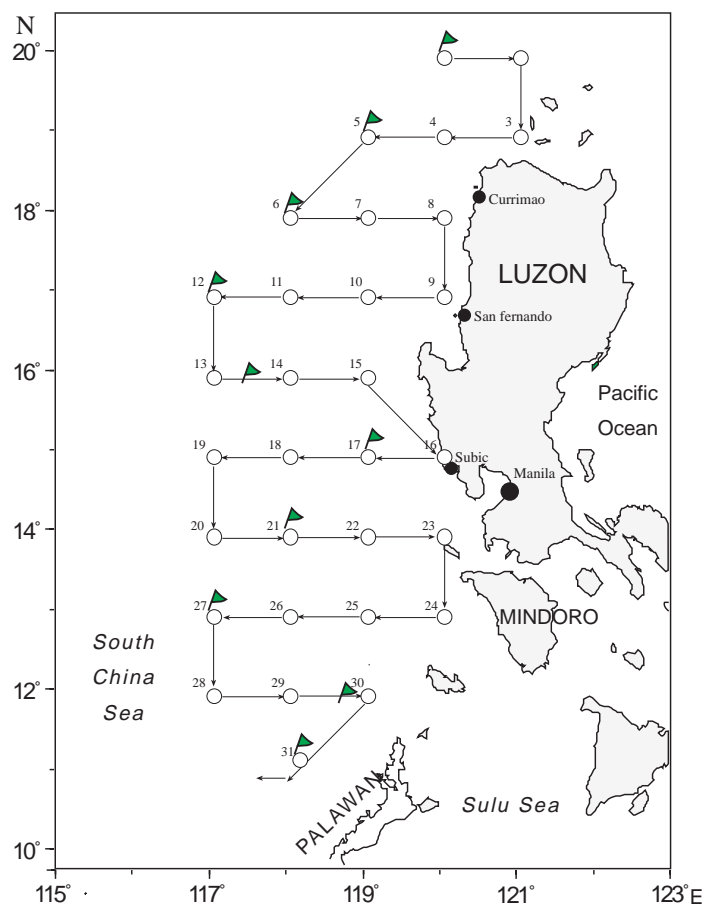 N
20°
5 4 3
18°
6 7 8
Currimao
LUZON
12 11 10 9
San fernando
16°
13 14 15
Pacific
Ocean
19 18 17 16
Subic
Manila
14°
20 21 22 23
27 26 25 24
MINDORO
South
China
Sea
12°
28 29 30
31
PALAWAN
Sulu Sea
10°
115° 117° 119° 121° 123° E